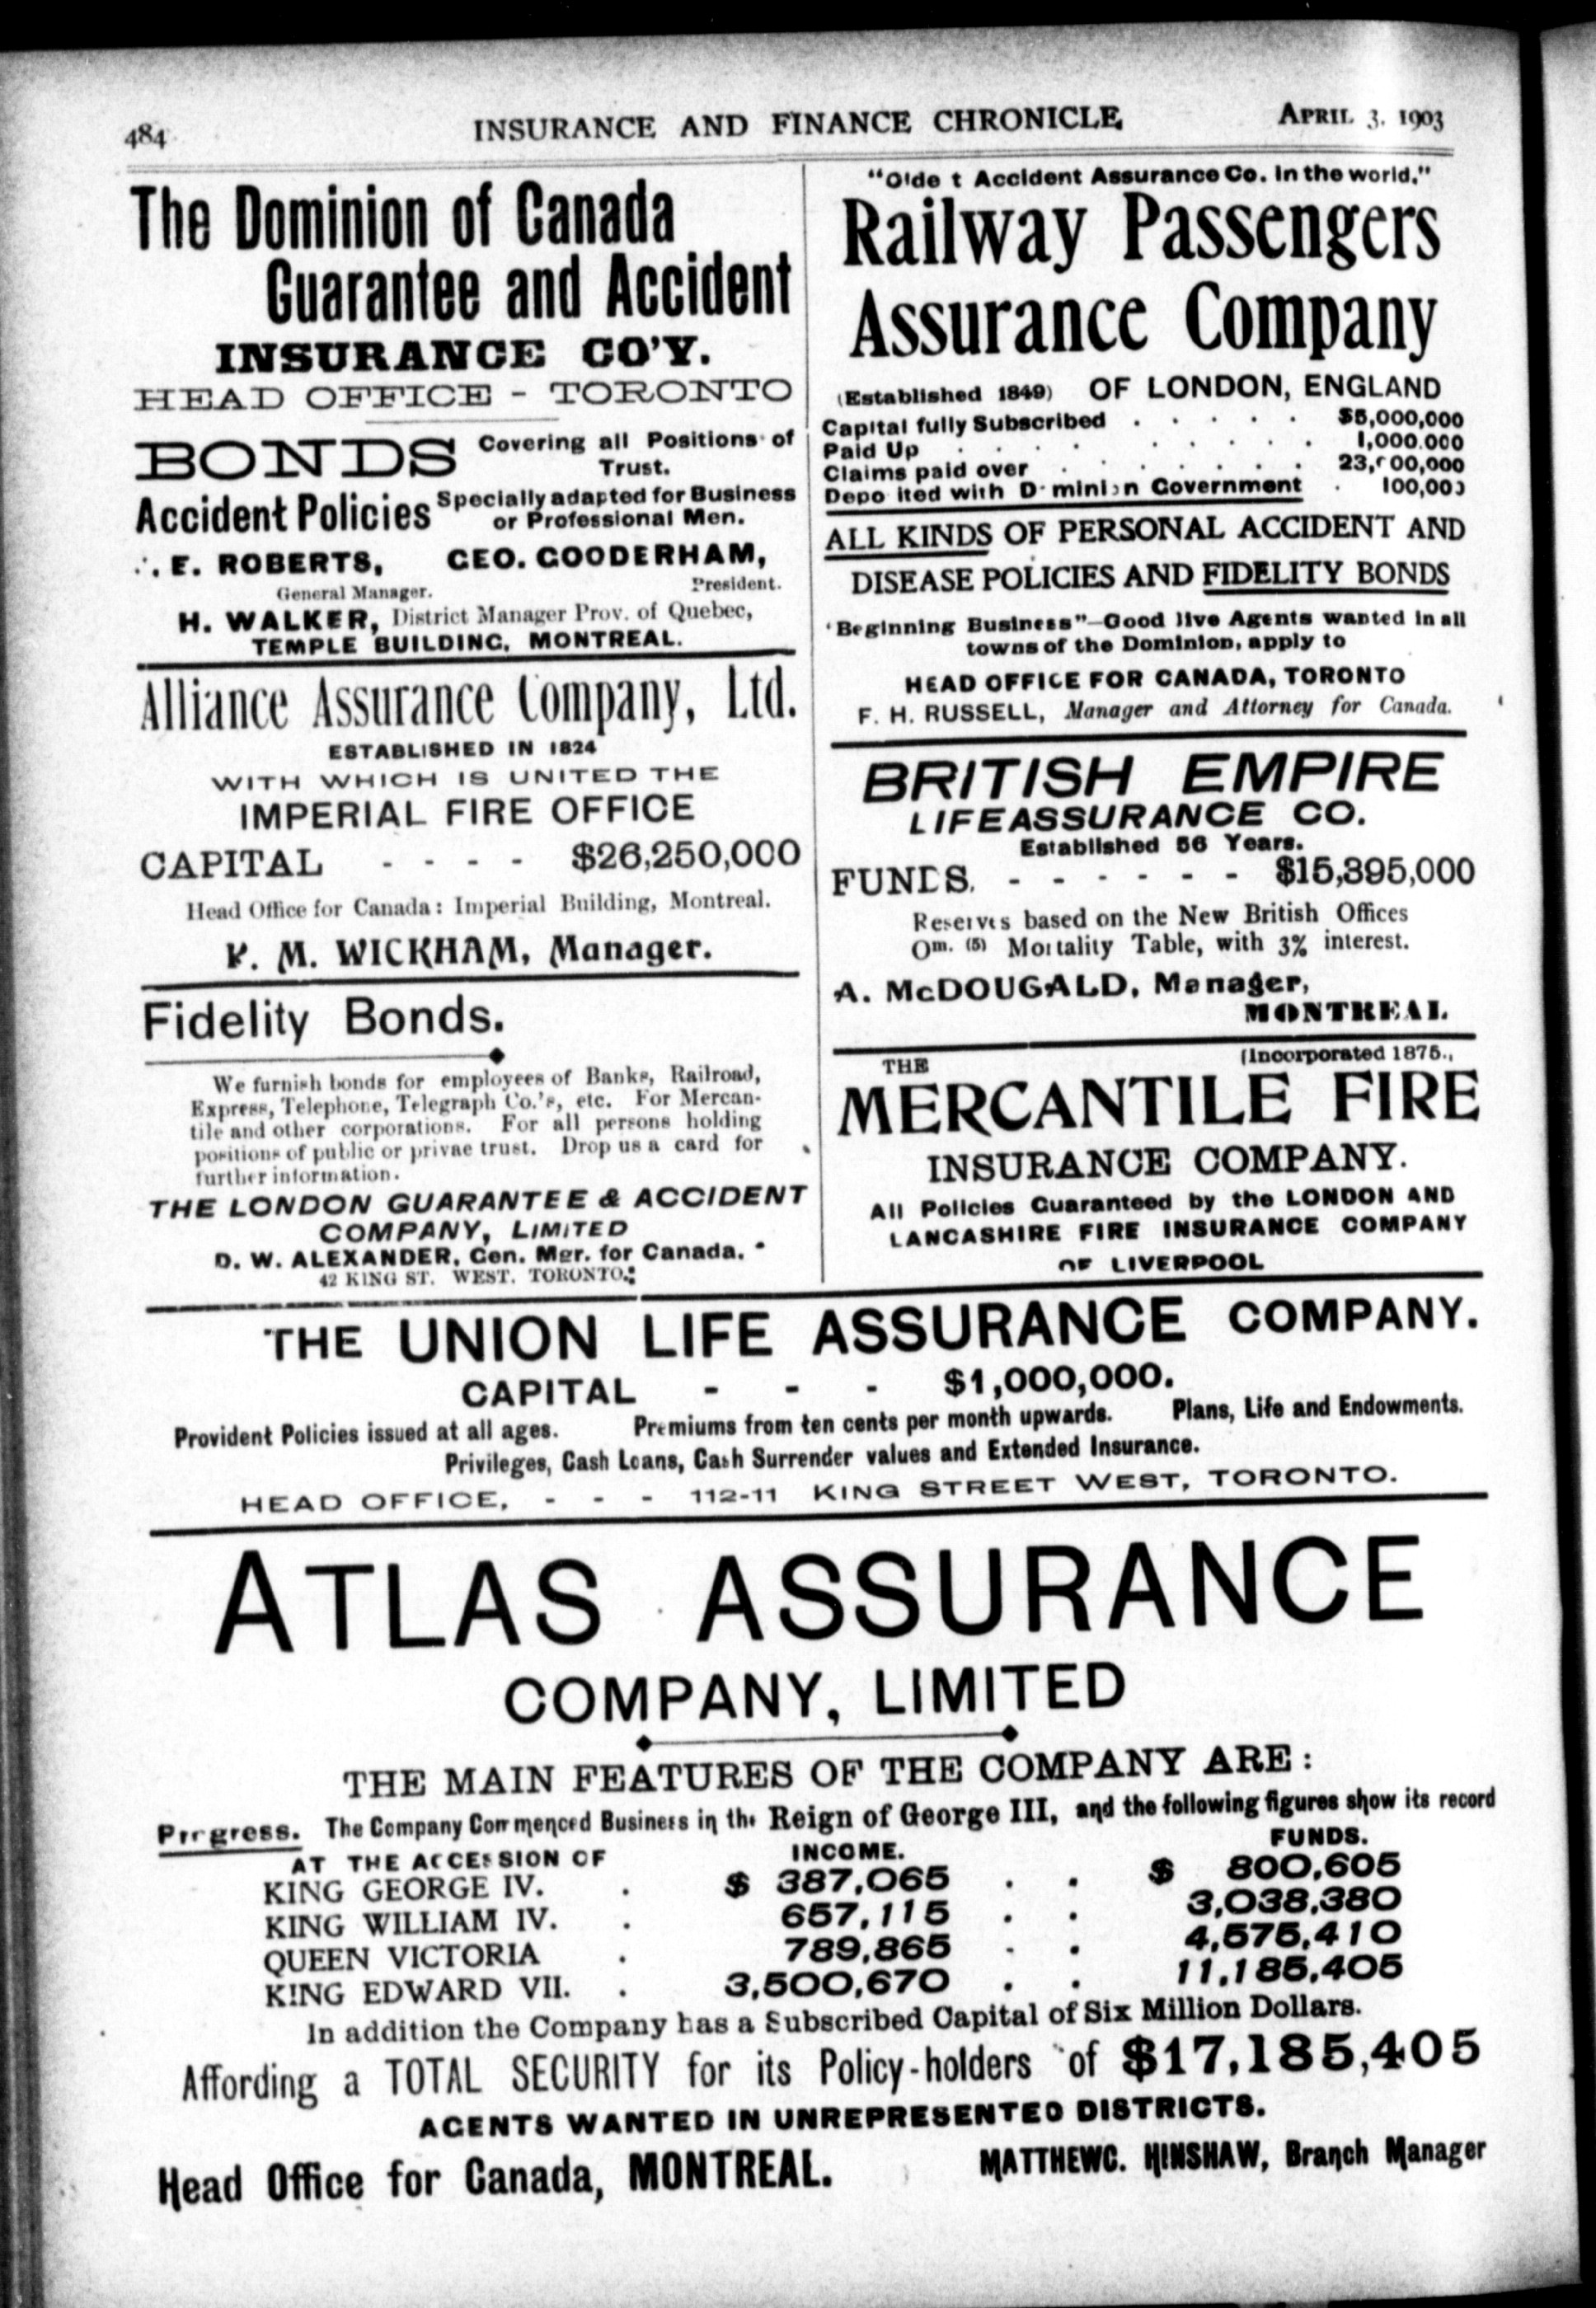 484
INSURANCE AND FINANCE CHRONICLE
APRIL 3, 1903
The Dominion of Canada
Guarantee and Accident
INSURANCE CO'Y.
HEAD OFFICE - TORONTO
BONDS Covering all Positions of
Trust.
Accident Policies Specially adapted for Business
or Professional Men.
E. ROBERTS, GEO. GOODERHAM,
General Manager. President.
H. WALKER, District Manager Prov. of Quebec,
TEMPLE BUILDING, MONTREAL.
Alliance Assurance Company, Ltd.
ESTABLISHED IN 1824
WITH WHICH IS UNITED THE
IMPERIAL FIRE OFFICE
CAPITAL - - - - $26,250,000
Head Office for Canada: Imperial Building, Montreal.
M. WICKHAM, Manager.
Fidelity Bonds.
We furnish bonds for employees of Banks, Railroad,
Express, Telephone, Telegraph Co.'s, etc. For Mercan-
tile and other corporations. For all persons holding
positions of public or privae trust. Drop us a card for
further information.
THE LONDON GUARANTEE & ACCIDENT
COMPANY, LIMITED
D. W. ALEXANDER, Gen. Mgr. for Canada.
42 KING ST. WEST. TORONTO.
"Olde t Accident Assurance Co. in the world."
Railway Passengers
Assurance Company
(Established 1849) OF LONDON, ENGLAND
Capital fully Subscribed . . . . . $5,000,000
Paid Up . . . . . . . 1,000.000
Claims paid over . . . . . . 23, 00,000
Depo ited with D minion Government . 100,000
ALL KINDS OF PERSONAL ACCIDENT AND
DISEASE POLICIES AND FIDELITY BONDS
'Beginning Business"—Good live Agents wanted in all
towns of the Dominion, apply to
HEAD OFFICE FOR CANADA, TORONTO
F. H. RUSSELL, Manager and Attorney for Canada.
BRITISH EMPIRE
LIFE ASSURANCE CO.
Established 56 Years.
FUNDS. - - - - - - $15,395,000
Reserves based on the New British Offices
Om. (5) Mortality Table, with 3% interest.
A. McDOUGALD, Manager,
MONTREAL.
THE (Incorporated 1875.,
MERCANTILE FIRE
INSURANCE COMPANY.
All Policies Guaranteed by the LONDON AND
LANCASHIRE FIRE INSURANCE COMPANY
OF LIVERPOOL
THE UNION LIFE ASSURANCE COMPANY.
CAPITAL - - - $1,000,000.
Provident Policies issued at all ages. Premiums from ten cents per month upwards. Plans, Life and Endowments.
Privileges, Cash Loans, Cash Surrender values and Extended Insurance.
HEAD OFFICE, - - - 112-11 KING STREET WEST, TORONTO.
ATLAS ASSURANCE
COMPANY, LIMITED
THE MAIN FEATURES OF THE COMPANY ARE:
Progress. The Company Commenced Business in the Reign of George III, and the following figures show its record
AT THE ACCESSION OF INCOME. FUNDS.
KING GEORGE IV. . $ 387,065 . . $ 800,605
KING WILLIAM IV. . 657,115 . . 3,038,380
QUEEN VICTORIA . 789,865 . . 4,575,410
KING EDWARD VII. . 3,500,670 . . 11,185,405
In addition the Company has a Subscribed Capital of Six Million Dollars.
Affording a TOTAL SECURITY for its Policy-holders of $17,185,405
AGENTS WANTED IN UNREPRESENTED DISTRICTS.
Head Office for Canada, MONTREAL. MATTHEW C. HINSHAW, Branch Manager